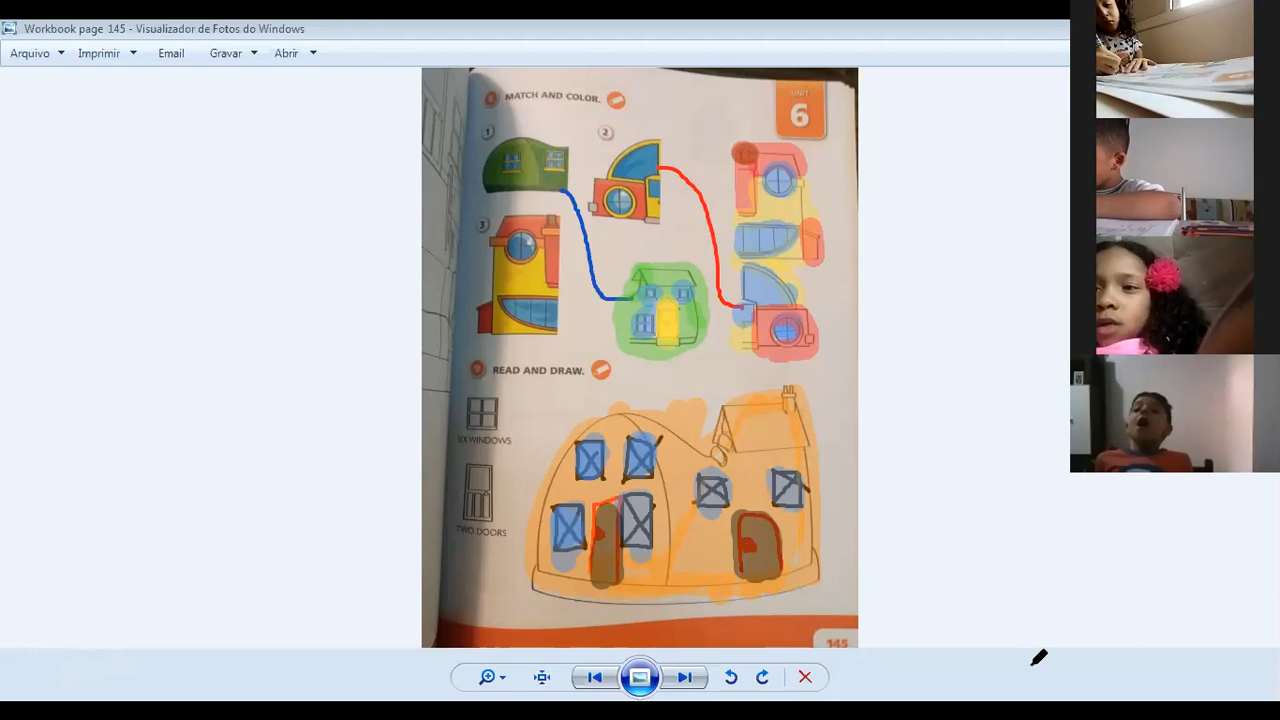 Workbook page 145 - Visualizador de Fotos do Windows
Arquivo Imprimir Email Gravar Abrir
MATCH AND COLOR.
UNIT
6
1
2
3
READ AND DRAW.
SIX WINDOWS
TWO DOORS
145